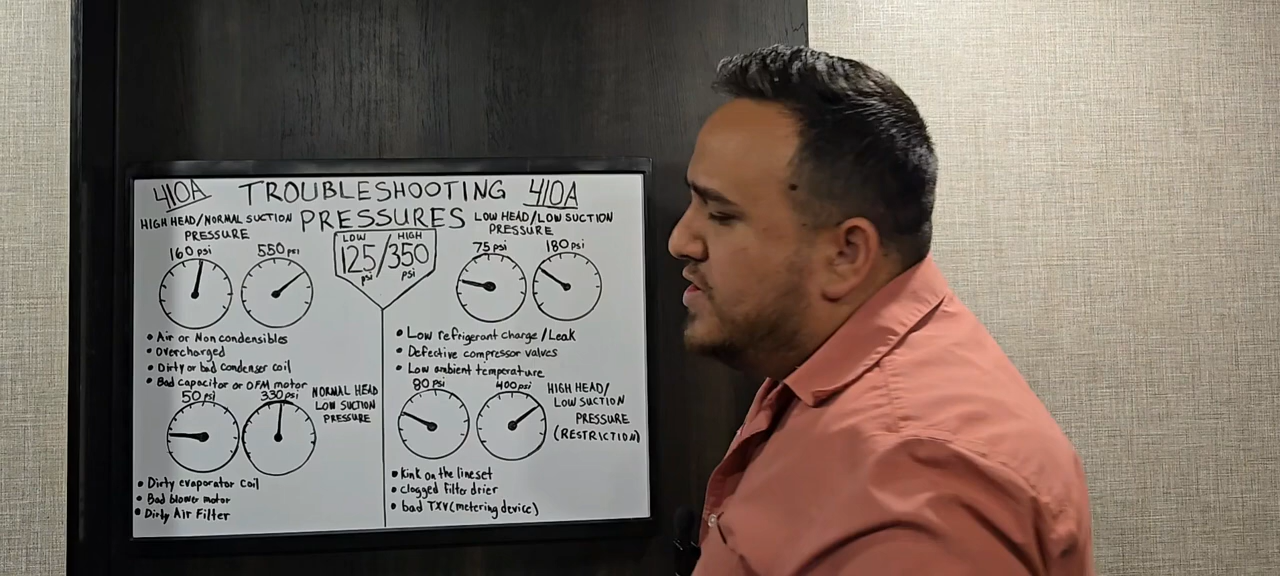 410A TROUBLESHOOTING 410A
PRESSURES
HIGH HEAD/NORMAL SUCTION
PRESSURE
160 psi 550 psi
• Air or Non condensibles
• Overcharged
• Dirty or bad condenser coil
• Bad capacitor or OFM motor
LOW HIGH
125/350
psi psi
LOW HEAD/LOW SUCTION
PRESSURE
75 psi 180 psi
• Low refrigerant charge/Leak
• Defective compressor valves
• Low ambient temperature
50 psi 330 psi
NORMAL HEAD
LOW SUCTION
PRESSURE
• Dirty evaporator coil
• Bad blower motor
• Dirty Air Filter
80 psi 400 psi
HIGH HEAD/
LOW SUCTION
PRESSURE
(RESTRICTION)
• Kink on the lineset
• clogged filter drier
• bad TXV (metering device)